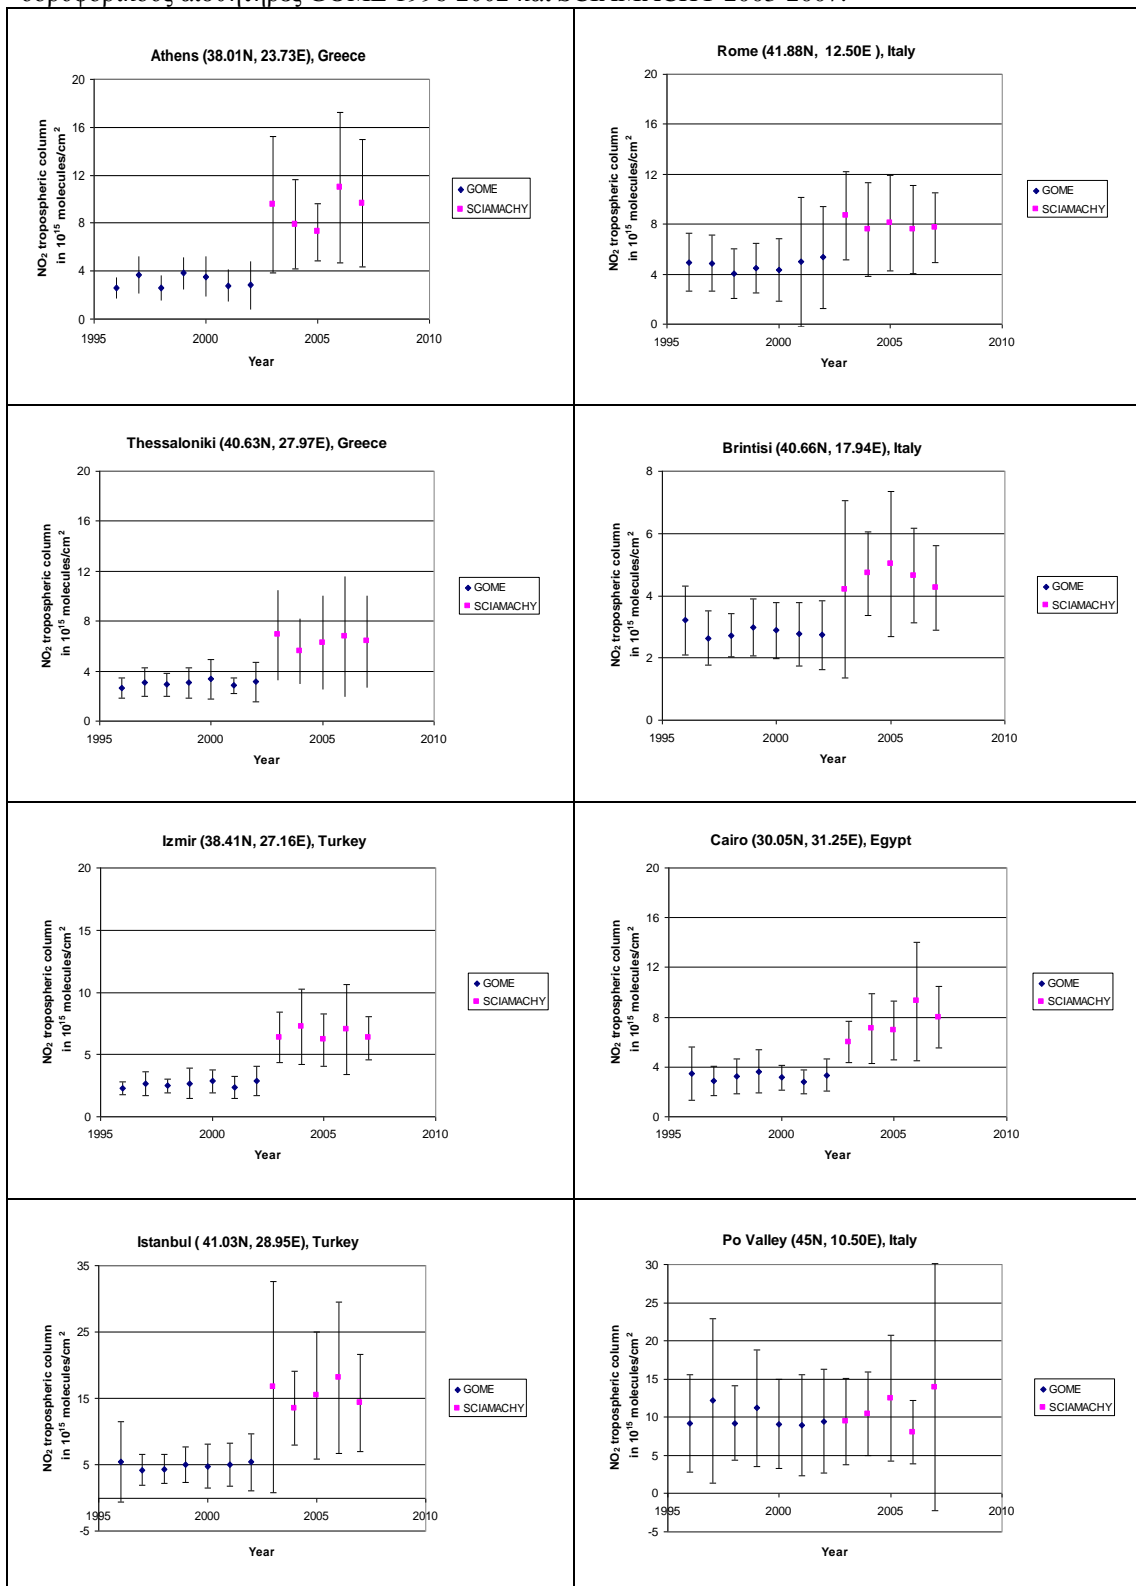 δορυφορικούς αισθητήρες GOME 1996-2002 και SCIAMACHY 2003-2007.
Athens (38.01N, 23.73E), Greece
NO2 tropospheric column
in 10^15 molecules/cm^2
20
16
12
8
4
0
1995
2000
2005
2010
Year
GOME
SCIAMACHY
Rome (41.88N, 12.50E ), Italy
NO2 tropospheric column
in 10^15 molecules/cm^2
20
16
12
8
4
0
1995
2000
2005
2010
Year
GOME
SCIAMACHY
Thessaloniki (40.63N, 27.97E), Greece
NO2 tropospheric column
in 10^15 molecules/cm^2
20
16
12
8
4
0
1995
2000
2005
2010
Year
GOME
SCIAMACHY
Brintisi (40.66N, 17.94E), Italy
NO2 tropospheric column
in 10^15 molecules/cm^2
8
6
4
2
0
1995
2000
2005
2010
Year
GOME
SCIAMACHY
Izmir (38.41N, 27.16E), Turkey
NO2 tropospheric column
in 10^15 molecules/cm^2
20
15
10
5
0
1995
2000
2005
2010
Year
GOME
SCIAMACHY
Cairo (30.05N, 31.25E), Egypt
NO2 tropospheric column
in 10^15 molecules/cm^2
20
16
12
8
4
0
1995
2000
2005
2010
Year
GOME
SCIAMACHY
Istanbul ( 41.03N, 28.95E), Turkey
NO2 tropospheric column
in 10^15 molecules/cm^2
35
25
15
5
-5
1995
2000
2005
2010
Year
GOME
SCIAMACHY
Po Valley (45N, 10.50E), Italy
NO2 tropospheric column
in 10^15 molecules/cm^2
30
25
20
15
10
5
0
-5
1995
2000
2005
2010
Year
GOME
SCIAMACHY